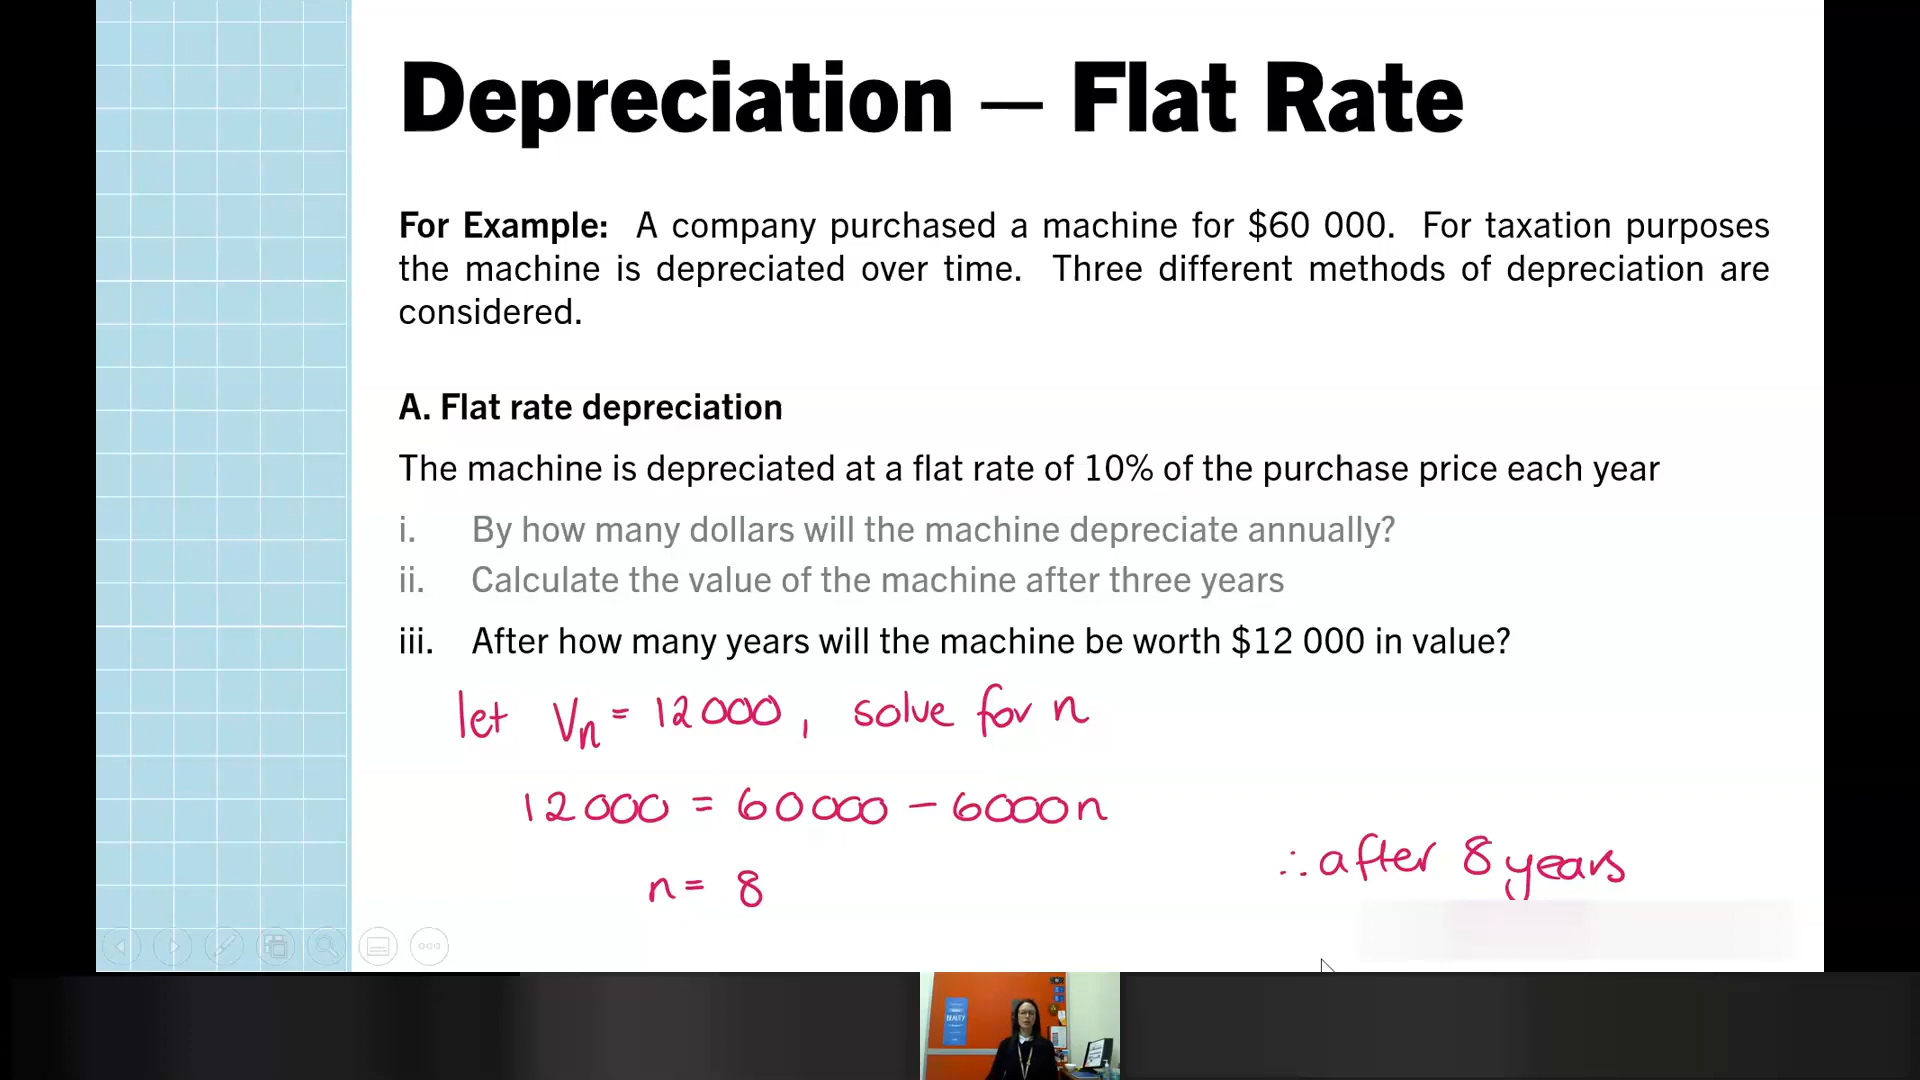 Depreciation — Flat Rate
For Example: A company purchased a machine for $60 000. For taxation purposes
the machine is depreciated over time. Three different methods of depreciation are
considered.
A. Flat rate depreciation
The machine is depreciated at a flat rate of 10% of the purchase price each year
i. By how many dollars will the machine depreciate annually?
ii. Calculate the value of the machine after three years
iii. After how many years will the machine be worth $12 000 in value?
let Vn = 12000, solve for n
12000 = 60000 - 6000n
n = 8
∴ after 8 years
BEAUTY